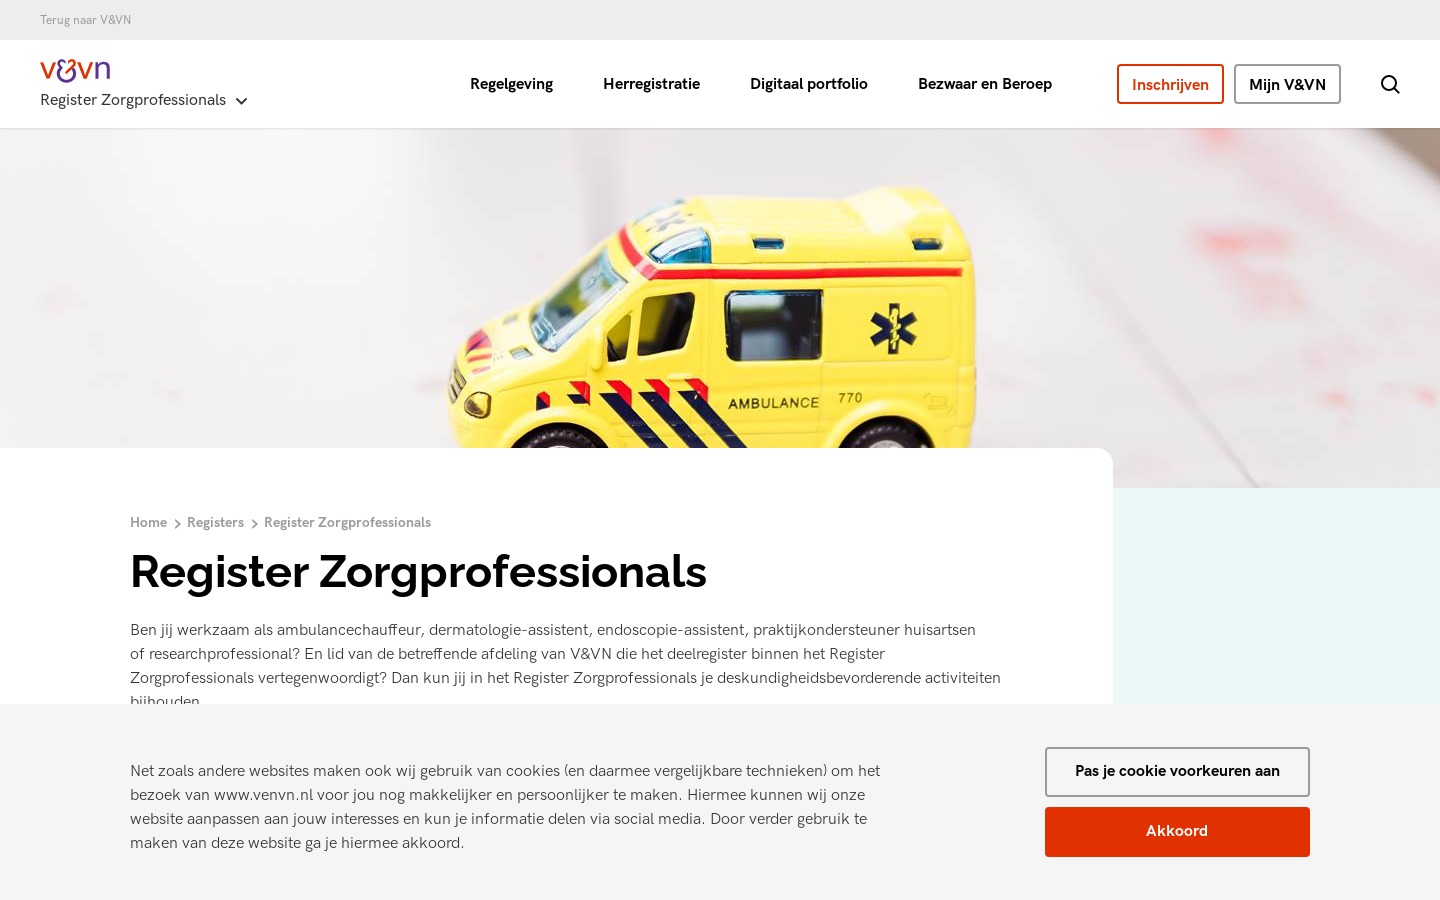 Terug naar V&VN
v&vn
Register Zorgprofessionals
Regelgeving
Herregistratie
Digitaal portfolio
Bezwaar en Beroep
Inschrijven
Mijn V&VN
AMBULANCE 770
Home > Registers > Register Zorgprofessionals
Register Zorgprofessionals
Ben jij werkzaam als ambulancechauffeur, dermatologie-assistent, endoscopie-assistent, praktijkondersteuner huisartsen
of researchprofessional? En lid van de betreffende afdeling van V&VN die het deelregister binnen het Register
Zorgprofessionals vertegenwoordigt? Dan kun jij in het Register Zorgprofessionals je deskundigheidsbevorderende activiteiten
bijhouden.
Net zoals andere websites maken ook wij gebruik van cookies (en daarmee vergelijkbare technieken) om het
bezoek van www.venvn.nl voor jou nog makkelijker en persoonlijker te maken. Hiermee kunnen wij onze
website aanpassen aan jouw interesses en kun je informatie delen via social media. Door verder gebruik te
maken van deze website ga je hiermee akkoord.
Pas je cookie voorkeuren aan
Akkoord